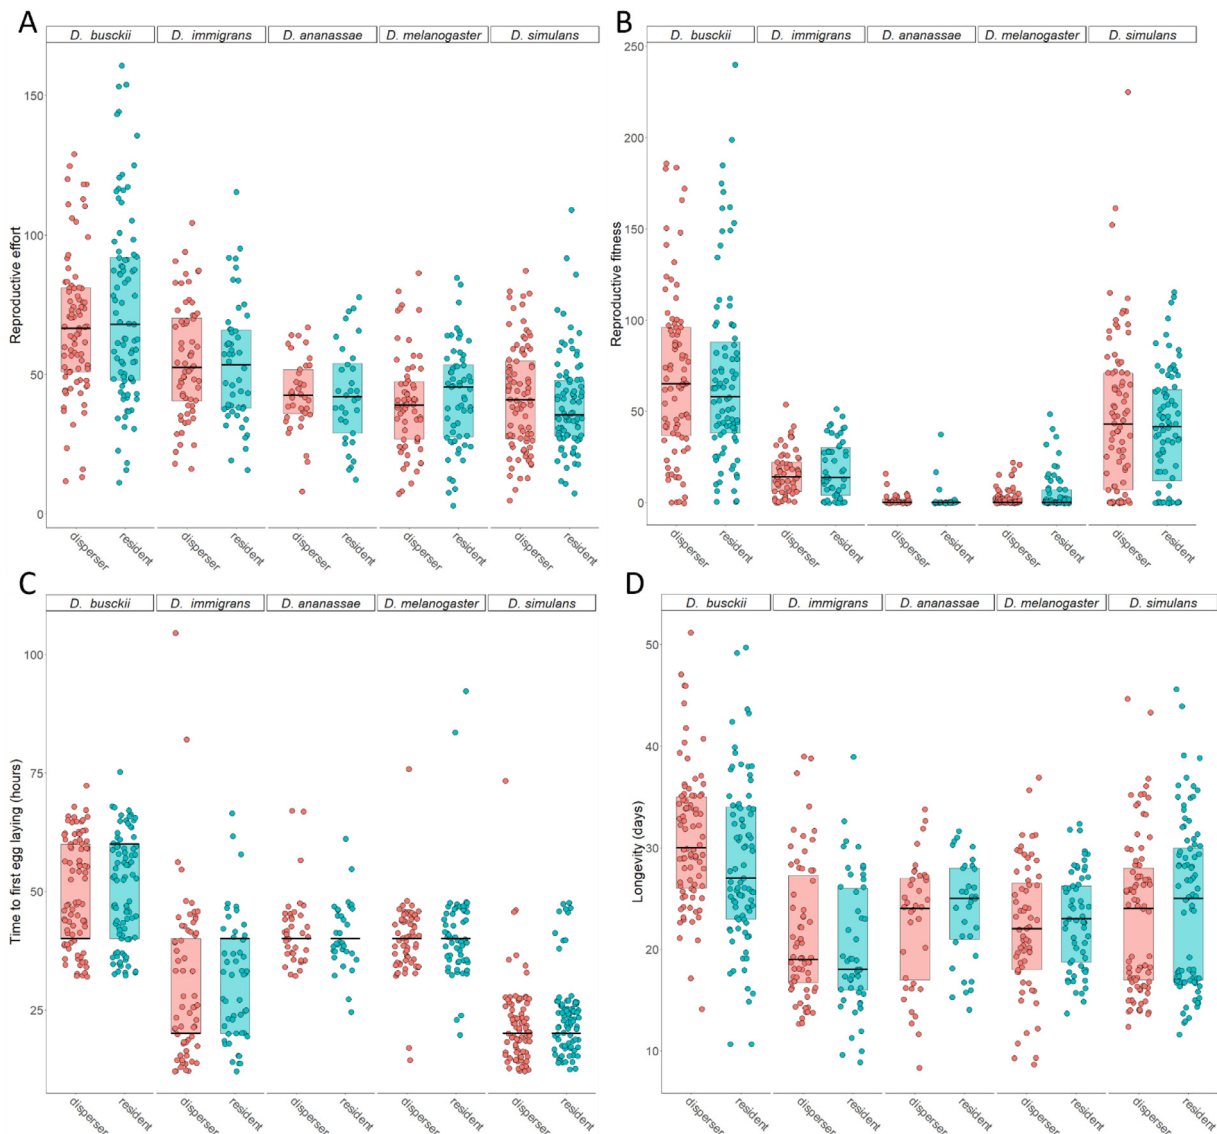 A
D. busckii D. immigrans D. ananassae D. melanogaster D. simulans
Reproductive effort
150
100
50
0
disperser resident disperser resident disperser resident disperser resident disperser resident
B
D. busckii D. immigrans D. ananassae D. melanogaster D. simulans
Reproductive fitness
250
200
150
100
50
0
disperser resident disperser resident disperser resident disperser resident disperser resident
C
D. busckii D. immigrans D. ananassae D. melanogaster D. simulans
Time to first egg laying (hours)
100
75
50
25
disperser resident disperser resident disperser resident disperser resident disperser resident
D
D. busckii D. immigrans D. ananassae D. melanogaster D. simulans
Longevity (days)
50
40
30
20
10
disperser resident disperser resident disperser resident disperser resident disperser resident